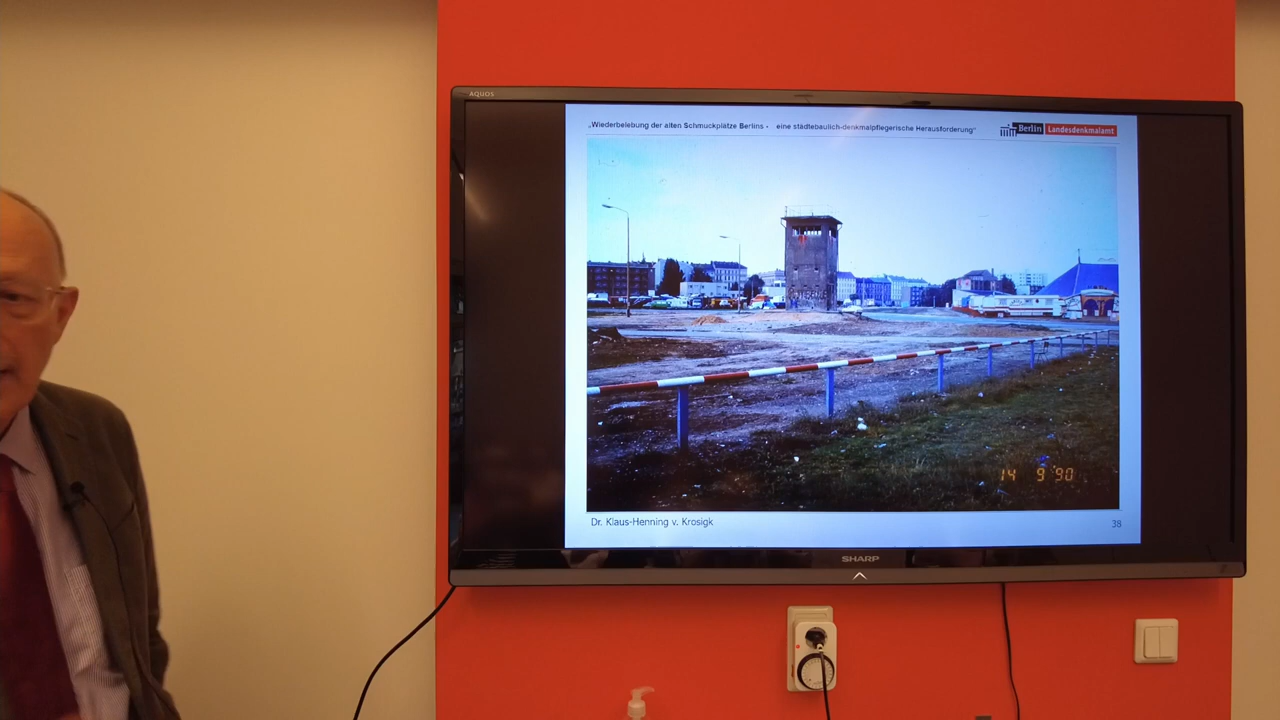 AQUOS
„Wiederbelebung der alten Schmuckplätze Berlins - eine städtebaulich-denkmalpflegerische Herausforderung“
Berlin Landesdenkmalamt
14 9 '90
Dr. Klaus-Henning v. Krosigk
38
SHARP